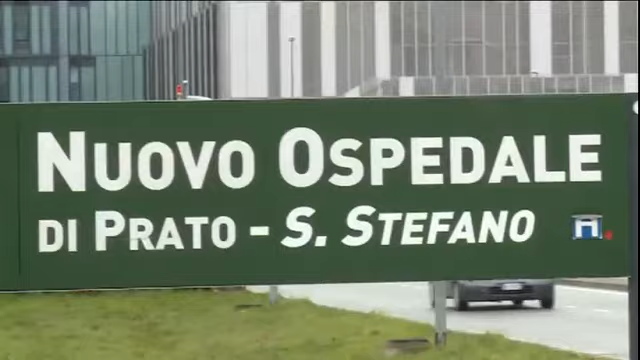 NUOVO OSPEDALE
DI PRATO - S. STEFANO